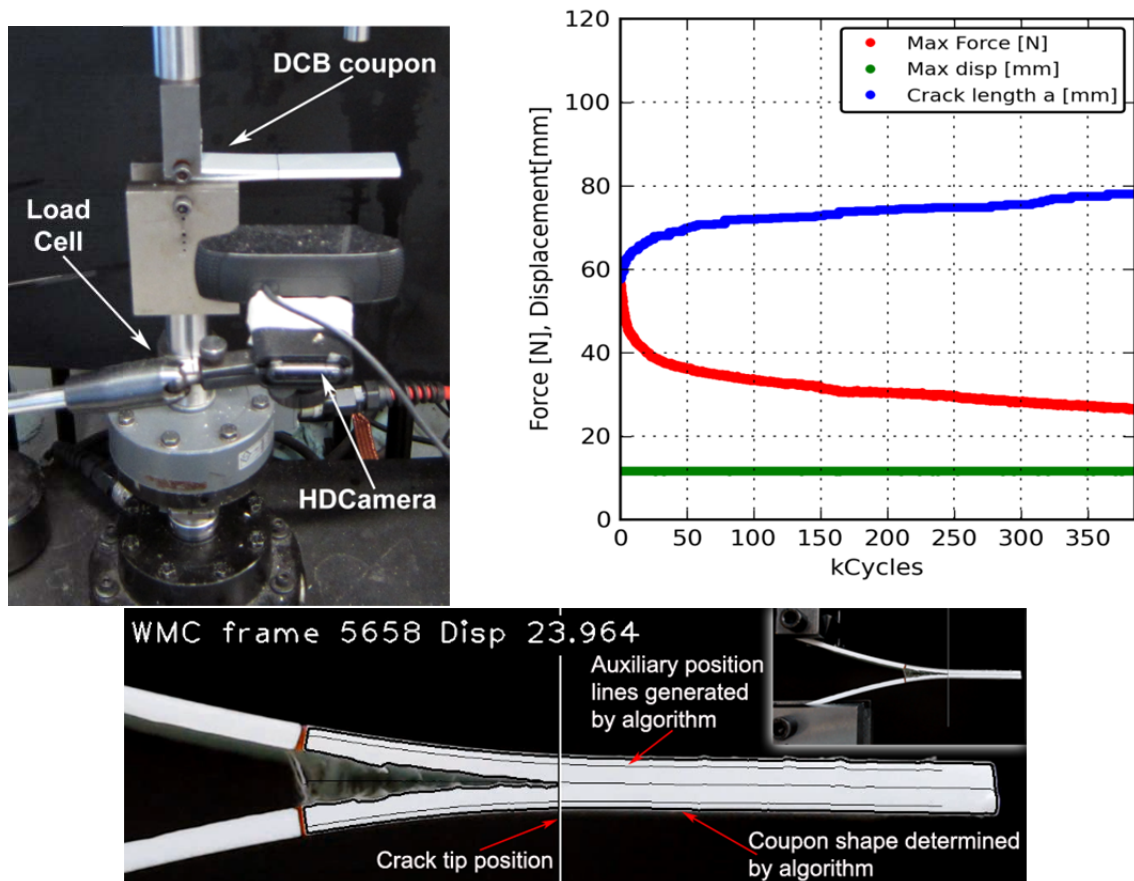 DCB coupon
Load
Cell
HDCamera
120
100
80
60
40
20
0
Force [N], Displacement[mm]
Max Force [N]
Max disp [mm]
Crack length a [mm]
0 50 100 150 200 250 300 350
kCycles
WMC frame 5658 Disp 23.964
Auxiliary position
lines generated
by algorithm
Crack tip position
Coupon shape determined
by algorithm